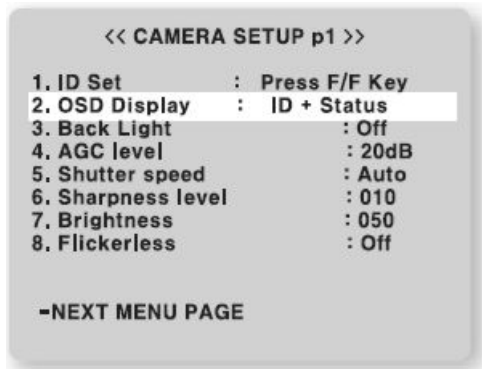 << CAMERA SETUP p1 >>
1. ID Set : Press F/F Key
2. OSD Display : ID + Status
3. Back Light : Off
4. AGC level : 20dB
5. Shutter speed : Auto
6. Sharpness level : 010
7. Brightness : 050
8. Flickerless : Off
-NEXT MENU PAGE